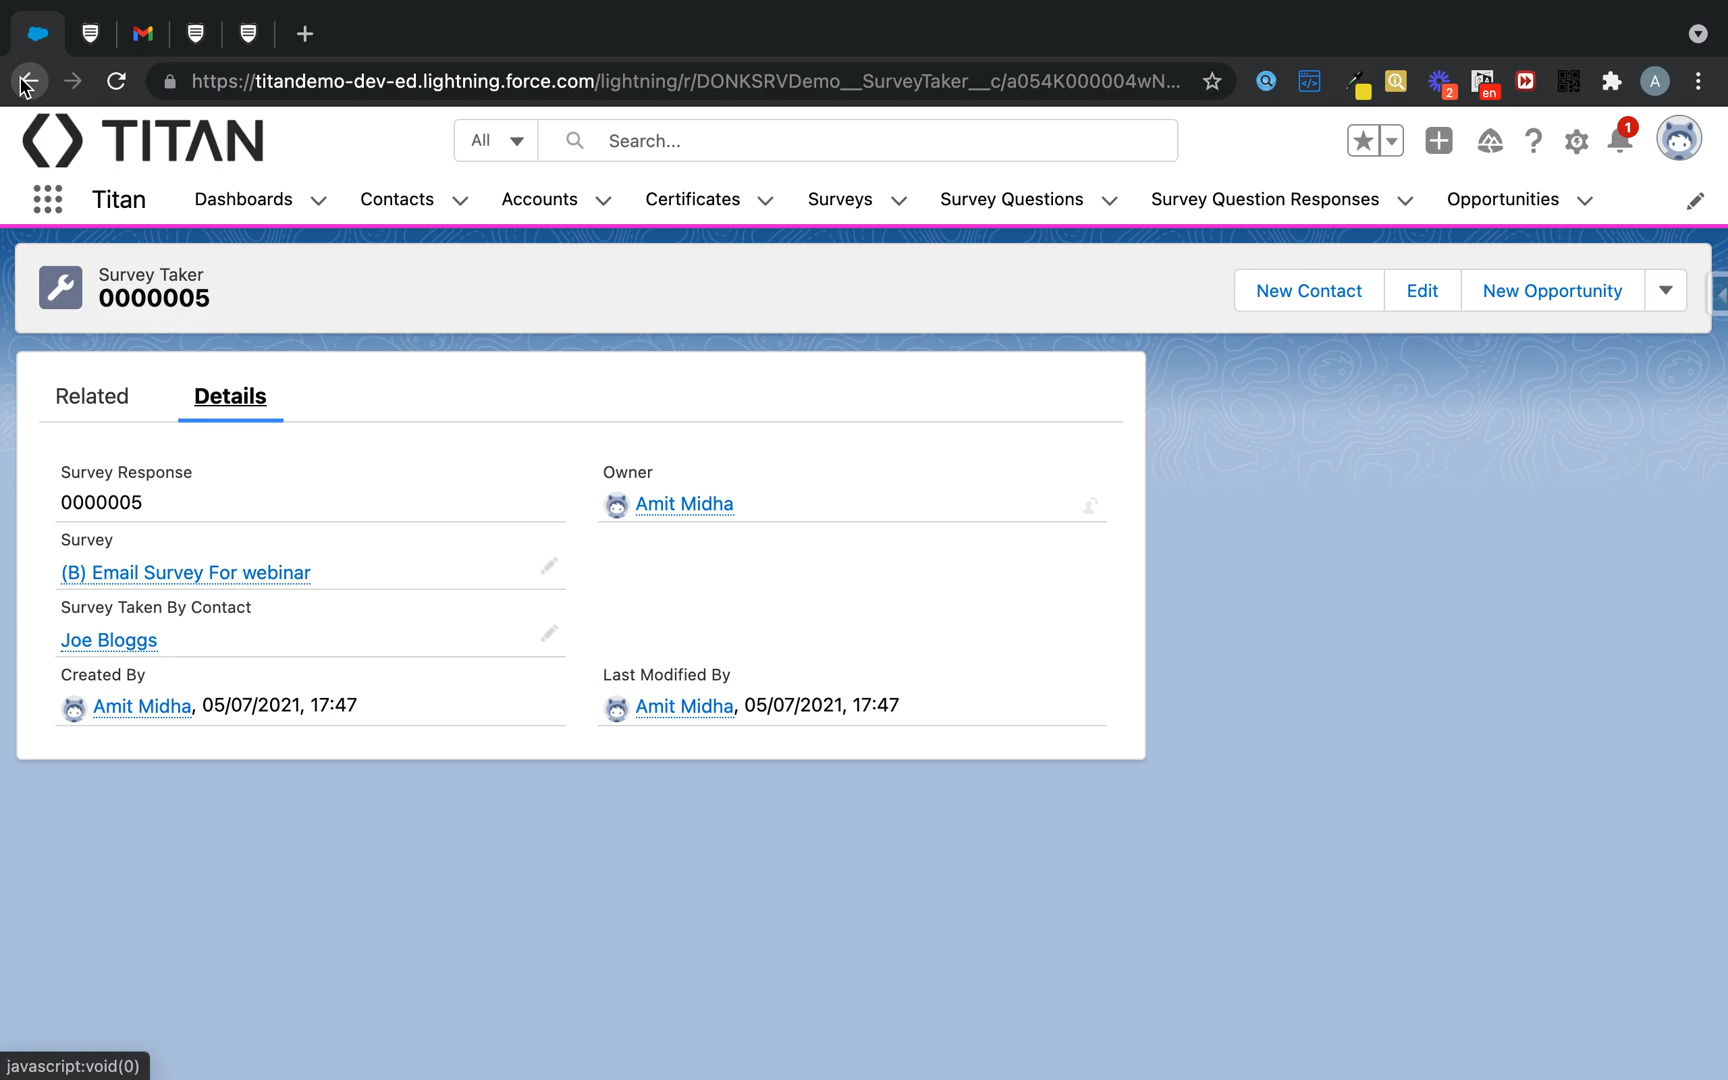 https://titandemo-dev-ed.lightning.force.com/lightning/r/DONKSRVDemo__SurveyTaker__c/a054K000004wN...
2
en
A
TITAN
All
Search...
1
Titan
Dashboards
Contacts
Accounts
Certificates
Surveys
Survey Questions
Survey Question Responses
Opportunities
Survey Taker
0000005
New Contact
Edit
New Opportunity
Related
Details
Survey Response
0000005
Owner
Amit Midha
Survey
(B) Email Survey For webinar
Survey Taken By Contact
Joe Bloggs
Created By
Amit Midha, 05/07/2021, 17:47
Last Modified By
Amit Midha, 05/07/2021, 17:47
javascript:void(0)